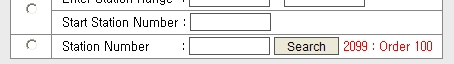 Enter Station Range :
Start Station Number :
Station Number : Search 2099 : Order 100